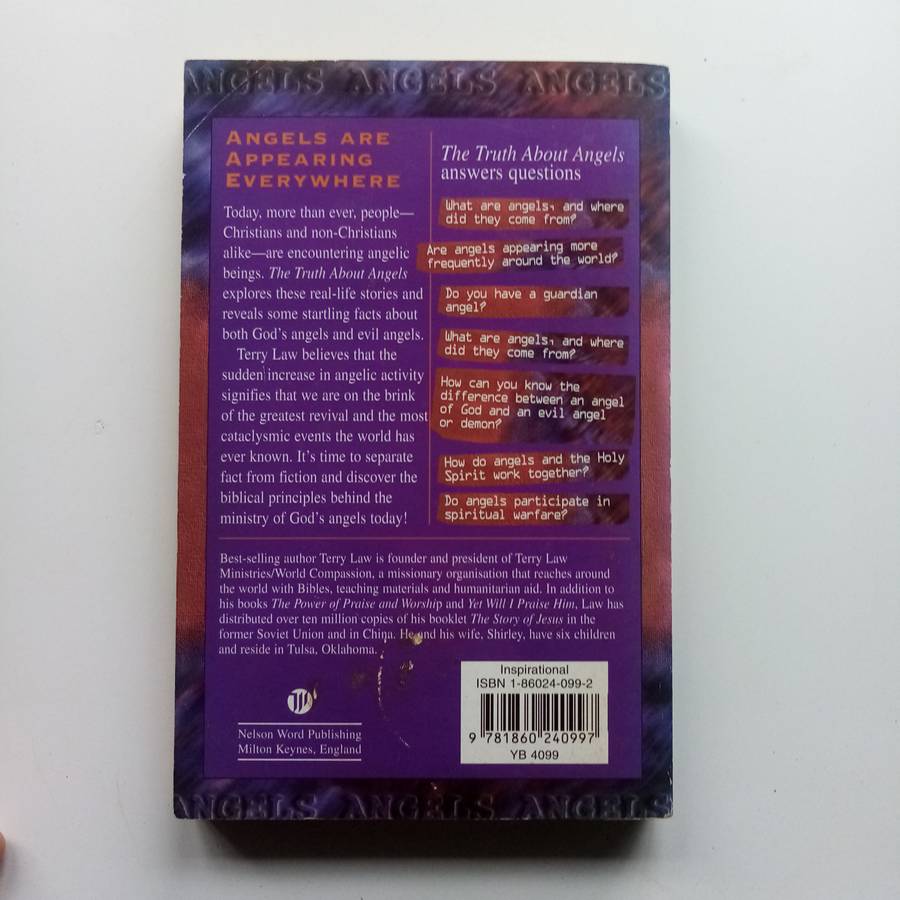 ANGELS ANGELS ANGELS
ANGELS ARE
APPEARING
EVERYWHERE
Today, more than ever, people—
Christians and non-Christians
alike—are encountering angelic
beings. The Truth About Angels
explores these real-life stories and
reveals some startling facts about
both God's angels and evil angels.
Terry Law believes that the
sudden increase in angelic activity
signifies that we are on the brink
of the greatest revival and the most
cataclysmic events the world has
ever known. It's time to separate
fact from fiction and discover the
biblical principles behind the
ministry of God's angels today!
The Truth About Angels
answers questions
What are angels, and where
did they come from?
Are angels appearing more
frequently around the world?
Do you have a guardian
angel?
What are angels, and where
did they come from?
How can you know the
difference between an angel
of God and an evil angel
or demon?
How do angels and the Holy
Spirit work together?
Do angels participate in
spiritual warfare?
Best-selling author Terry Law is founder and president of Terry Law
Ministries/World Compassion, a missionary organisation that reaches around
the world with Bibles, teaching materials and humanitarian aid. In addition to
his books The Power of Praise and Worship and Yet Will I Praise Him, Law has
distributed over ten million copies of his booklet The Story of Jesus in the
former Soviet Union and in China. He and his wife, Shirley, have six children
and reside in Tulsa, Oklahoma.
Nelson Word Publishing
Milton Keynes, England
Inspirational
ISBN 1-86024-099-2
9 781860 240997
YB 4099
ANGELS ANGELS ANGELS